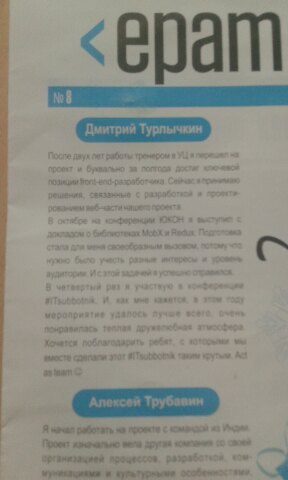 <epam
№ 8
Дмитрий Турлычкин
После двух лет работы тренером в УЦ я перешел на
проект и буквально за полгода достиг ключевой
позиции front-end-разработчика. Сейчас я принимаю
решения, связанные с разработкой и проекти-
рованием веб-части нашего проекта.
В октябре на конференции ЮКОН я выступил с
докладом о библиотеках MobX и Redux. Подготовка
стала для меня своеобразным вызовом, потому что
нужно было учесть разные интересы и уровень
аудитории. И с этой задачей я успешно справился.
В четвертый раз я участвую в конференции
#ITsubbotnik. И, как мне кажется, в этом году
мероприятие удалось лучше всего, очень
понравилась теплая дружелюбная атмосфера.
Хочется поблагодарить ребят, с которыми мы
вместе сделали этот #ITsubbotnik таким крутым. Act
as team ☺
Алексей Трубавин
Я начал работать на проекте с командой из Индии.
Проект изначально вела другая компания со своей
организацией процессов, разработкой, ком-
муникациями и культурными особенностями.